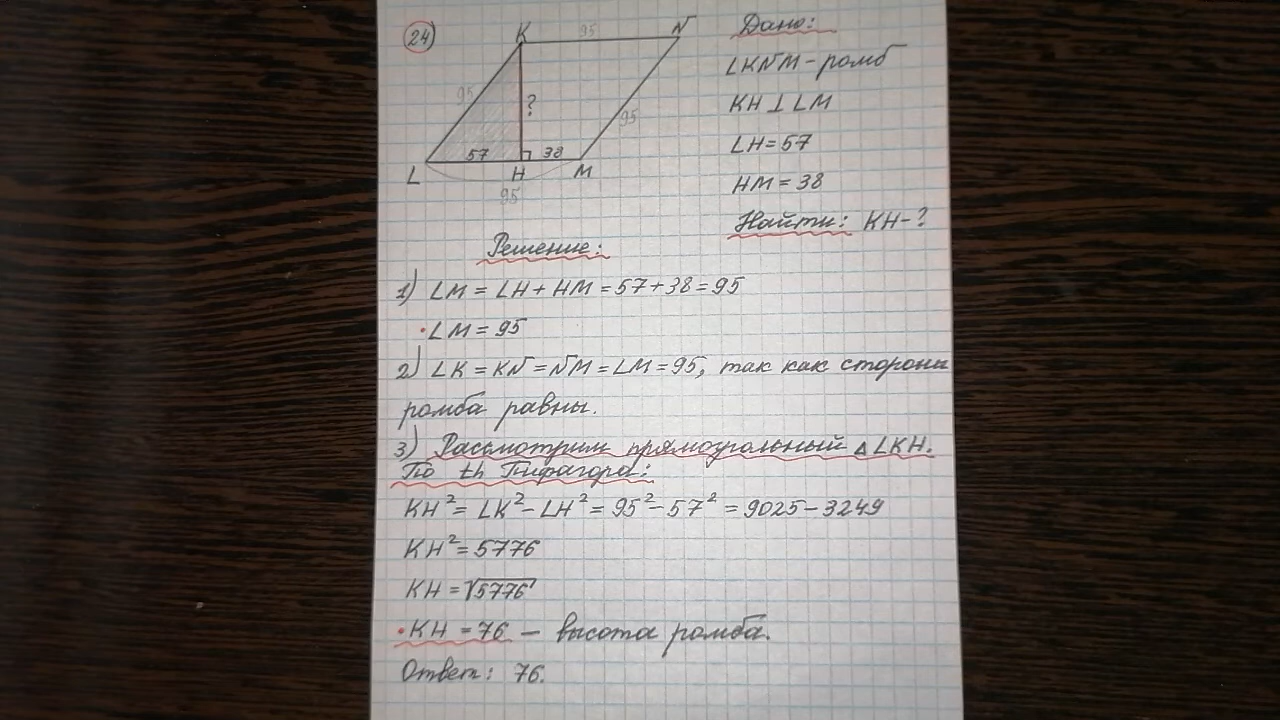 24)
K 95 N
95 ? 95
57 38
L H M
95
Дано:
LKNM - ромб
KH ⊥ LM
LH = 57
HM = 38
Найти: KH - ?
Решение:
1) LM = LH + HM = 57 + 38 = 95
• LM = 95
2) LK = KN = NM = LM = 95, так как стороны
ромба равны.
3) Рассмотрим прямоугольный △ LKH.
По th Пифагора:
KH² = LK² - LH² = 95² - 57² = 9025 - 3249
KH² = 5776
KH = √5776
• KH = 76 - высота ромба.
Ответ: 76.